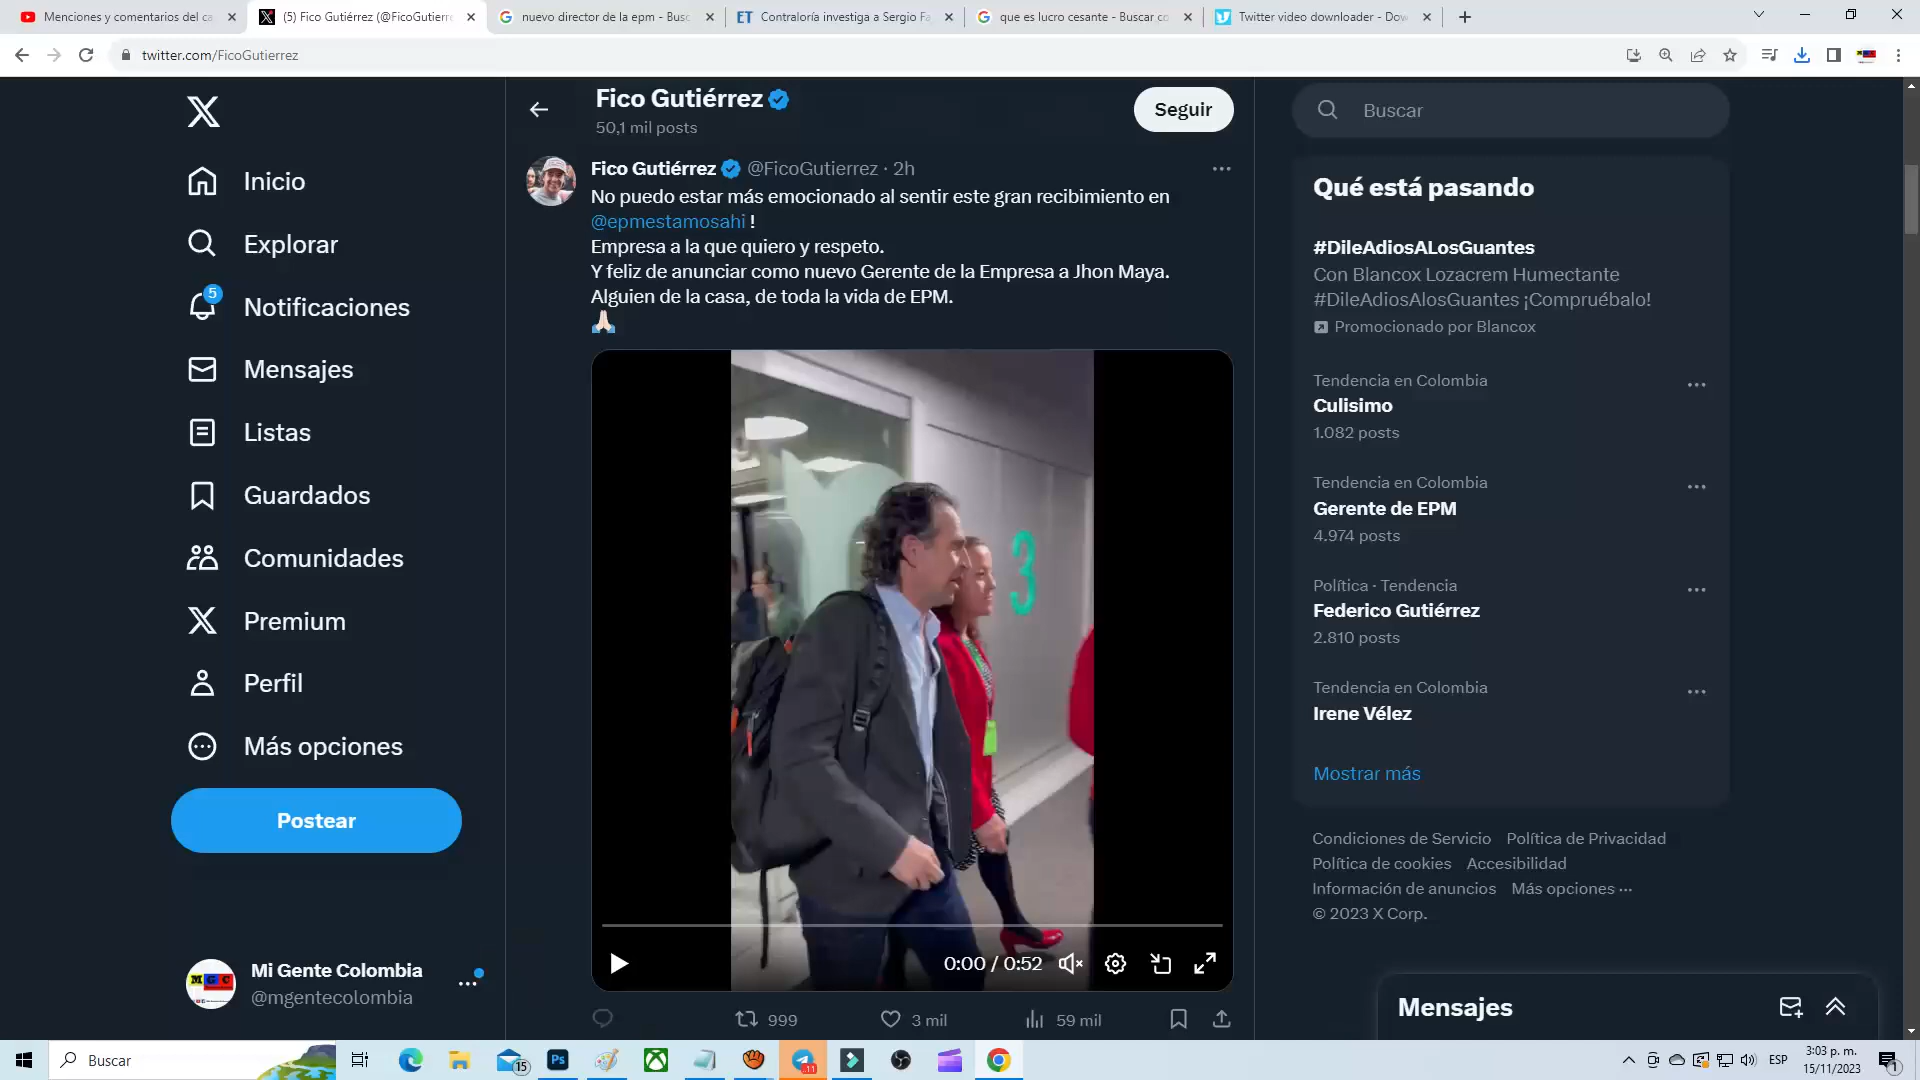 Menciones y comentarios del ca
(5) Fico Gutiérrez (@FicoGutierre
nuevo director de la epm - Busc
ET Contraloría investiga a Sergio Fa
que es lucro cesante - Buscar co
Twitter video downloader - Dow
twitter.com/FicoGutierrez
Inicio
Explorar
5
Notificaciones
Mensajes
Listas
Guardados
Comunidades
Premium
Perfil
Más opciones
Postear
MGC
Mi Gente Colombia
@mgentecolombia
Fico Gutiérrez
50,1 mil posts
Seguir
Fico Gutiérrez @FicoGutierrez · 2h
No puedo estar más emocionado al sentir este gran recibimiento en
@epmestamosahi !
Empresa a la que quiero y respeto.
Y feliz de anunciar como nuevo Gerente de la Empresa a Jhon Maya.
Alguien de la casa, de toda la vida de EPM.
3
0:00 / 0:52
999
3 mil
59 mil
Buscar
Qué está pasando
#DileAdiosALosGuantes
Con Blancox Lozacrem Humectante
#DileAdiosAlosGuantes ¡Compruébalo!
Promocionado por Blancox
Tendencia en Colombia
Culisimo
1.082 posts
Tendencia en Colombia
Gerente de EPM
4.974 posts
Política · Tendencia
Federico Gutiérrez
2.810 posts
Tendencia en Colombia
Irene Vélez
Mostrar más
Condiciones de Servicio Política de Privacidad
Política de cookies Accesibilidad
Información de anuncios Más opciones ···
© 2023 X Corp.
Mensajes
Buscar
15
Ps
11
ESP
3:03 p. m.
15/11/2023
1